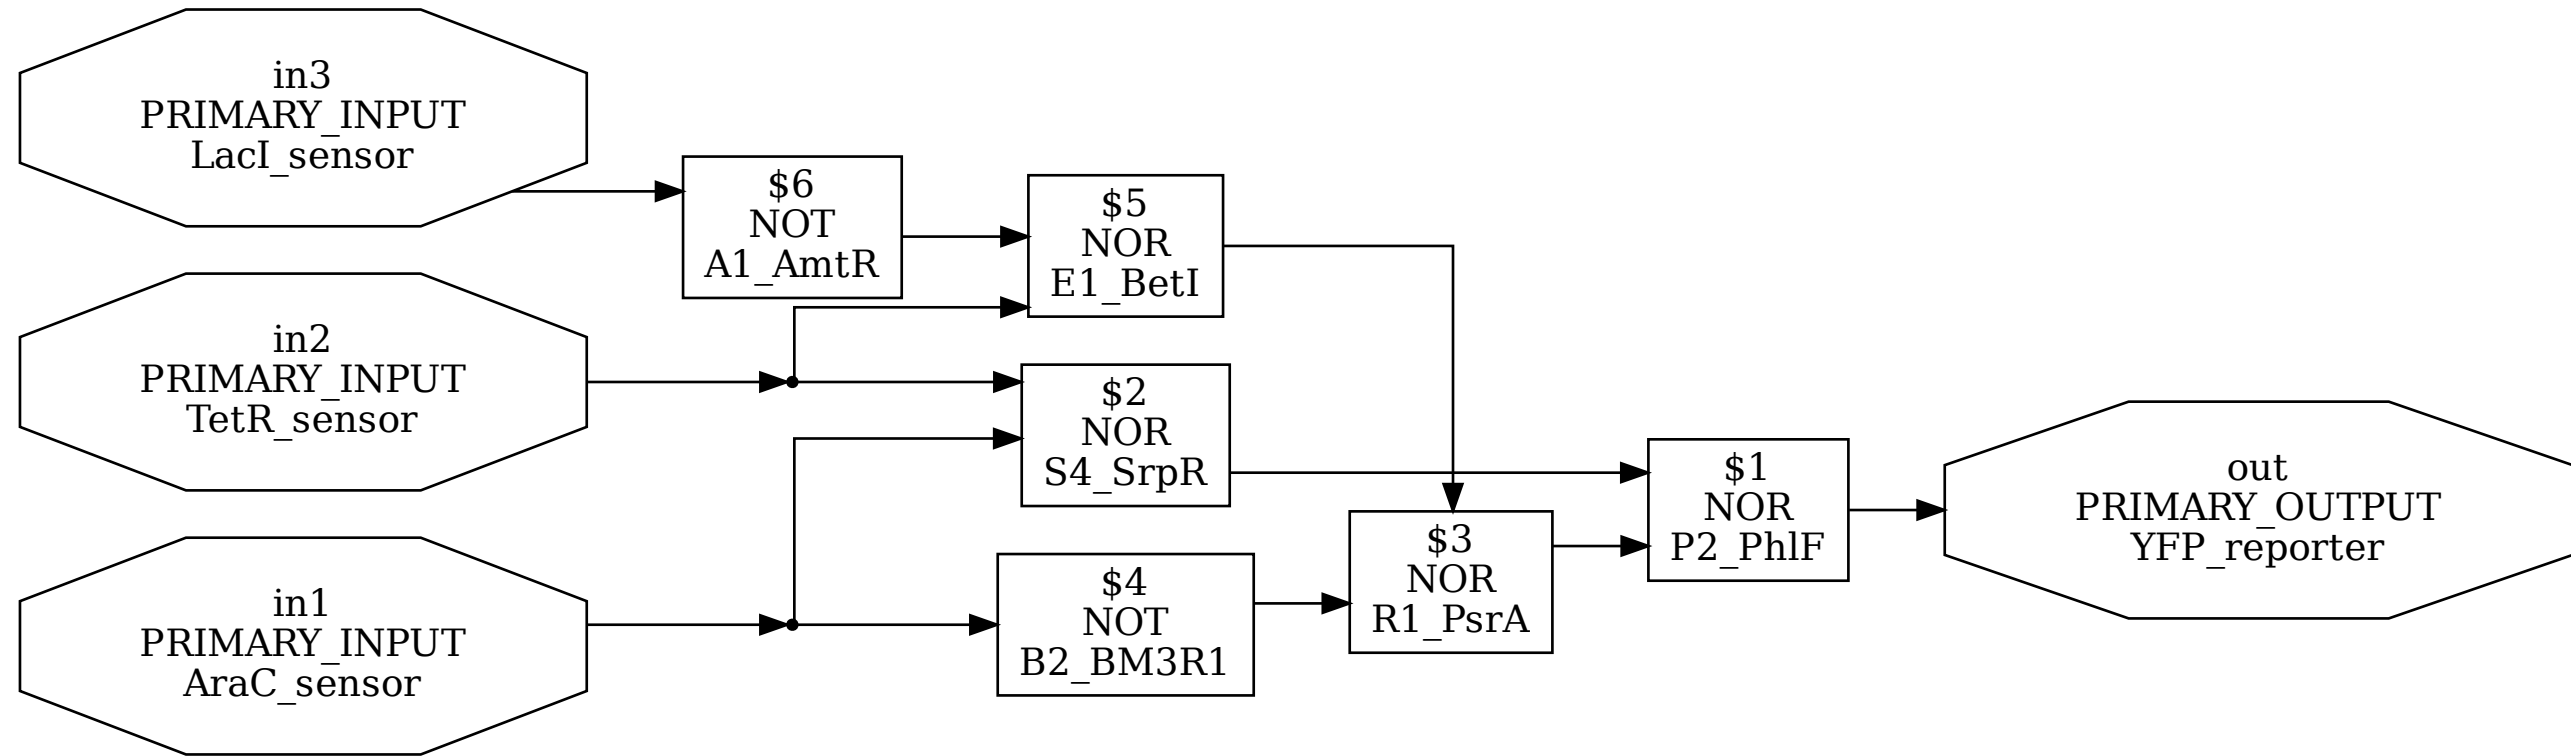 in3
PRIMARY_INPUT
LacI_sensor
$6
NOT
A1_AmtR
$5
NOR
E1_BetI
in2
PRIMARY_INPUT
TetR_sensor
$2
NOR
S4_SrpR
in1
PRIMARY_INPUT
AraC_sensor
$4
NOT
B2_BM3R1
$3
NOR
R1_PsrA
$1
NOR
P2_PhlF
out
PRIMARY_OUTPUT
YFP_reporter